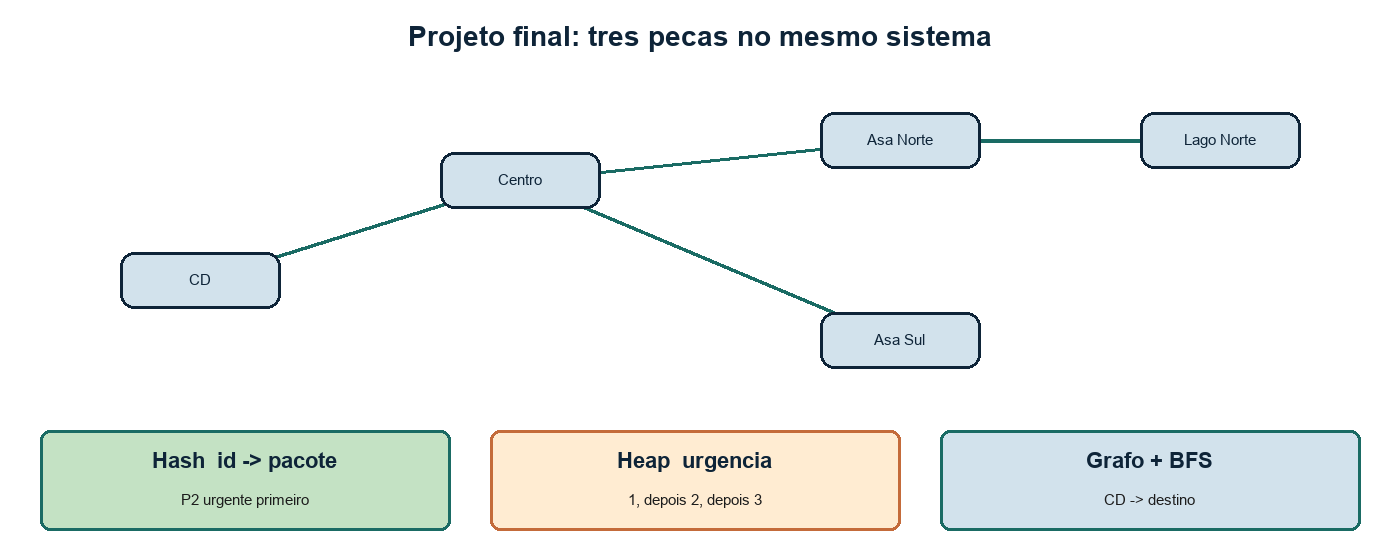 Projeto final: tres pecas no mesmo sistema
Asa Norte
Lago Norte
Centro
CD
Asa Sul
Hash  id -> pacote
P2 urgente primeiro
Heap  urgencia
1, depois 2, depois 3
Grafo + BFS
CD -> destino